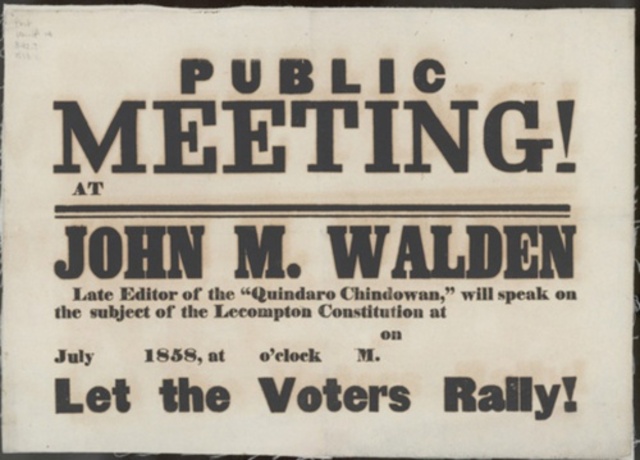 PUBLIC
MEETING!
AT
JOHN M. WALDEN
Late Editor of the "Quindaro Chindowan," will speak on
the subject of the Lecompton Constitution at
on
July 1858, at o'clock M.
Let the Voters Rally!